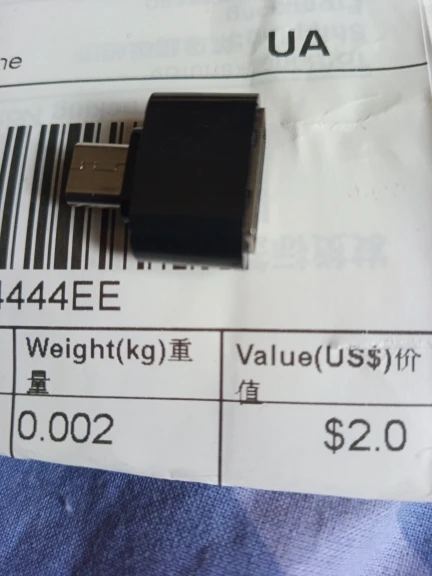 ne
UA
4444EE
Weight(kg)重
量
Value(US$)价
值
0.002
$2.0